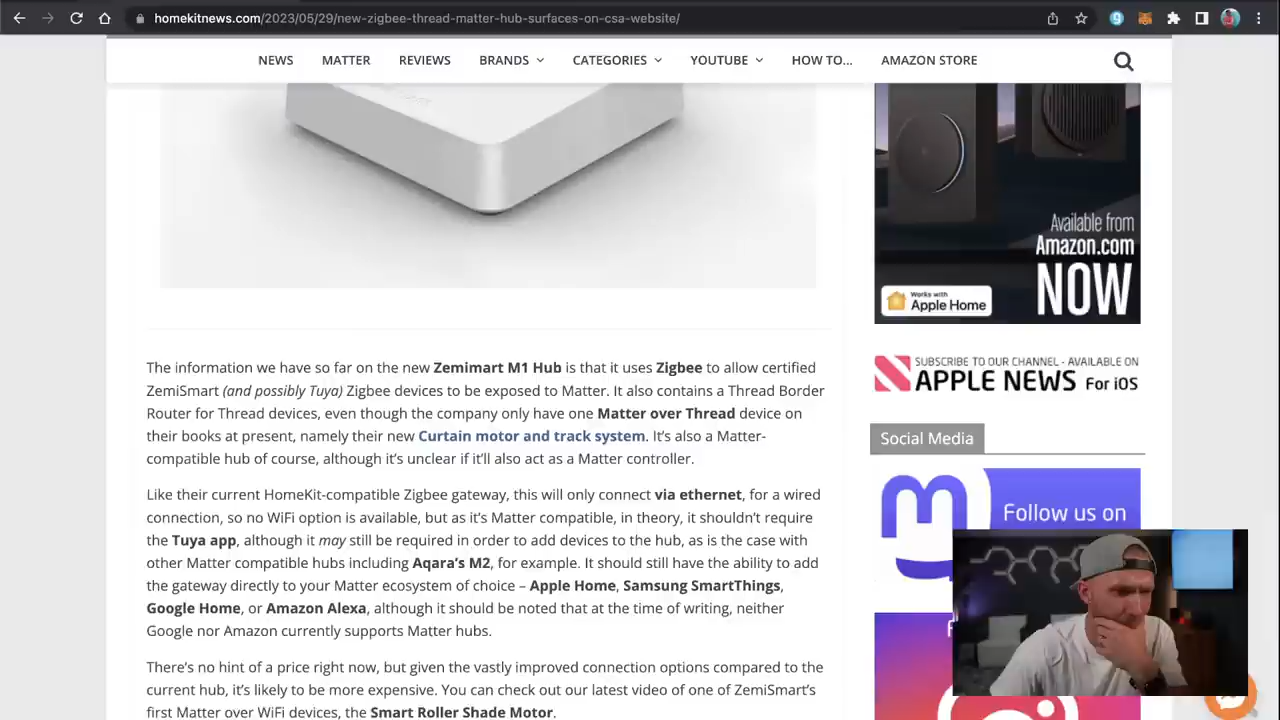 homekitnews.com/2023/05/29/new-zigbee-thread-matter-hub-surfaces-on-csa-website/
NEWS MATTER REVIEWS BRANDS CATEGORIES YOUTUBE HOW TO... AMAZON STORE
Available from
Amazon.com
NOW
Works with
Apple Home
SUBSCRIBE TO OUR CHANNEL - AVAILABLE ON
APPLE NEWS For iOS
Social Media
Follow us on
The information we have so far on the new Zemimart M1 Hub is that it uses Zigbee to allow certified
ZemiSmart (and possibly Tuya) Zigbee devices to be exposed to Matter. It also contains a Thread Border
Router for Thread devices, even though the company only have one Matter over Thread device on
their books at present, namely their new Curtain motor and track system. It's also a Matter-
compatible hub of course, although it's unclear if it'll also act as a Matter controller.
Like their current HomeKit-compatible Zigbee gateway, this will only connect via ethernet, for a wired
connection, so no WiFi option is available, but as it's Matter compatible, in theory, it shouldn't require
the Tuya app, although it may still be required in order to add devices to the hub, as is the case with
other Matter compatible hubs including Aqara's M2, for example. It should still have the ability to add
the gateway directly to your Matter ecosystem of choice – Apple Home, Samsung SmartThings,
Google Home, or Amazon Alexa, although it should be noted that at the time of writing, neither
Google nor Amazon currently supports Matter hubs.
There's no hint of a price right now, but given the vastly improved connection options compared to the
current hub, it's likely to be more expensive. You can check out our latest video of one of ZemiSmart's
first Matter over WiFi devices, the Smart Roller Shade Motor.